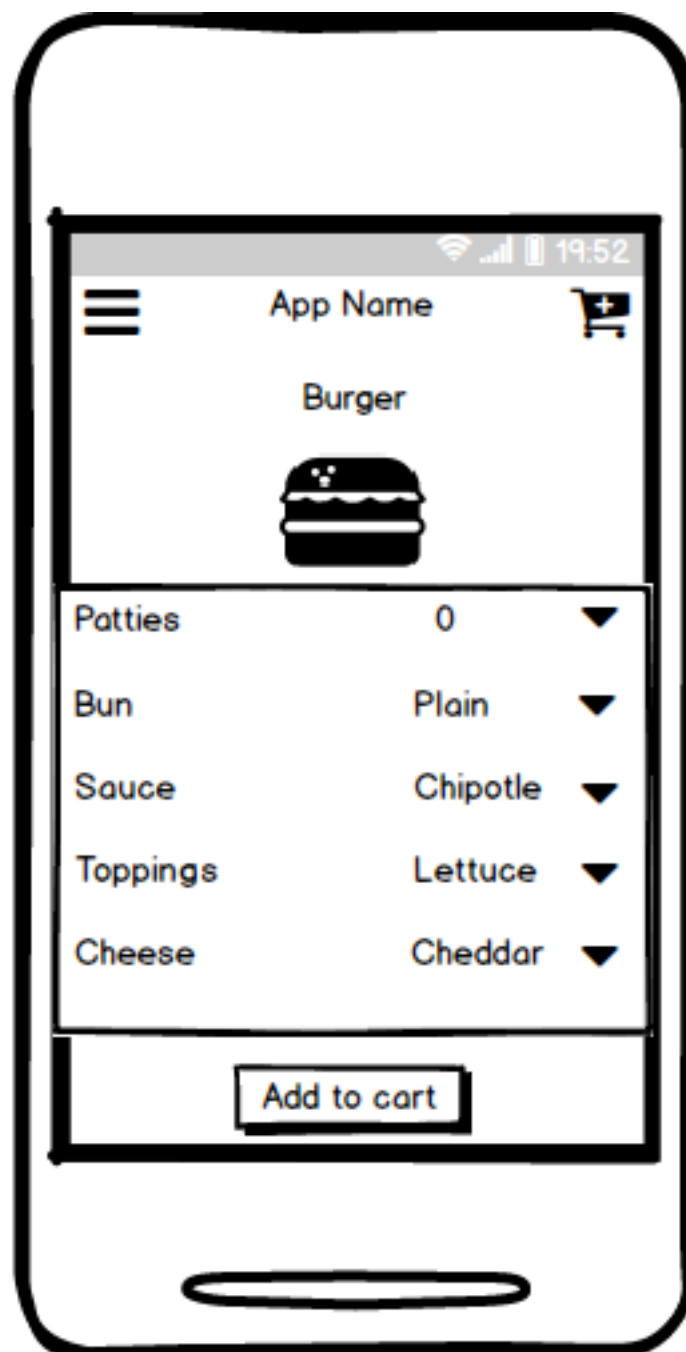 19:52
App Name
Burger
Patties 0
Bun Plain
Sauce Chipotle
Toppings Lettuce
Cheese Cheddar
Add to cart